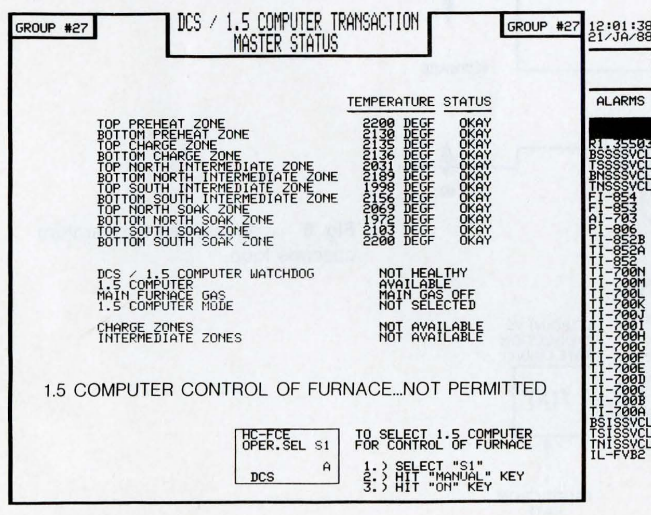 GROUP #27
DCS / 1.5 COMPUTER TRANSACTION
MASTER STATUS
GROUP #27
12:01:38
21/JA/88
TEMPERATURE STATUS
TOP PREHEAT ZONE 2200 DEGF OKAY
BOTTOM PREHEAT ZONE 2130 DEGF OKAY
TOP CHARGE ZONE 2135 DEGF OKAY
BOTTOM CHARGE ZONE 2136 DEGF OKAY
TOP NORTH INTERMEDIATE ZONE 2031 DEGF OKAY
BOTTOM NORTH INTERMEDIATE ZONE 2189 DEGF OKAY
TOP SOUTH INTERMEDIATE ZONE 1998 DEGF OKAY
BOTTOM SOUTH INTERMEDIATE ZONE 2156 DEGF OKAY
TOP NORTH SOAK ZONE 2069 DEGF OKAY
BOTTOM NORTH SOAK ZONE 1972 DEGF OKAY
TOP SOUTH SOAK ZONE 2103 DEGF OKAY
BOTTOM SOUTH SOAK ZONE 2200 DEGF OKAY
DCS / 1.5 COMPUTER WATCHDOG NOT HEALTHY
1.5 COMPUTER AVAILABLE
MAIN FURNACE GAS MAIN GAS OFF
1.5 COMPUTER MODE NOT SELECTED
CHARGE ZONES NOT AVAILABLE
INTERMEDIATE ZONES NOT AVAILABLE
1.5 COMPUTER CONTROL OF FURNACE...NOT PERMITTED
HC-FCE
OPER.SEL S1
A
DCS
TO SELECT 1.5 COMPUTER
FOR CONTROL OF FURNACE
1.) SELECT "S1"
2.) HIT "MANUAL" KEY
3.) HIT "ON" KEY
ALARMS
R1.35503
BSSSSVCL
TSSSSVCL
BNSSSVCL
TNSSSVCL
FI-854
FI-853
AI-703
PI-806
TI-852B
TI-852A
TI-852
TI-700N
TI-700M
TI-700L
TI-700K
TI-700J
TI-700I
TI-700H
TI-700G
TI-700F
TI-700E
TI-700D
TI-700C
TI-700B
TI-700A
BSISSVCL
TSISSVCL
TNISSVCL
IL-FVB2